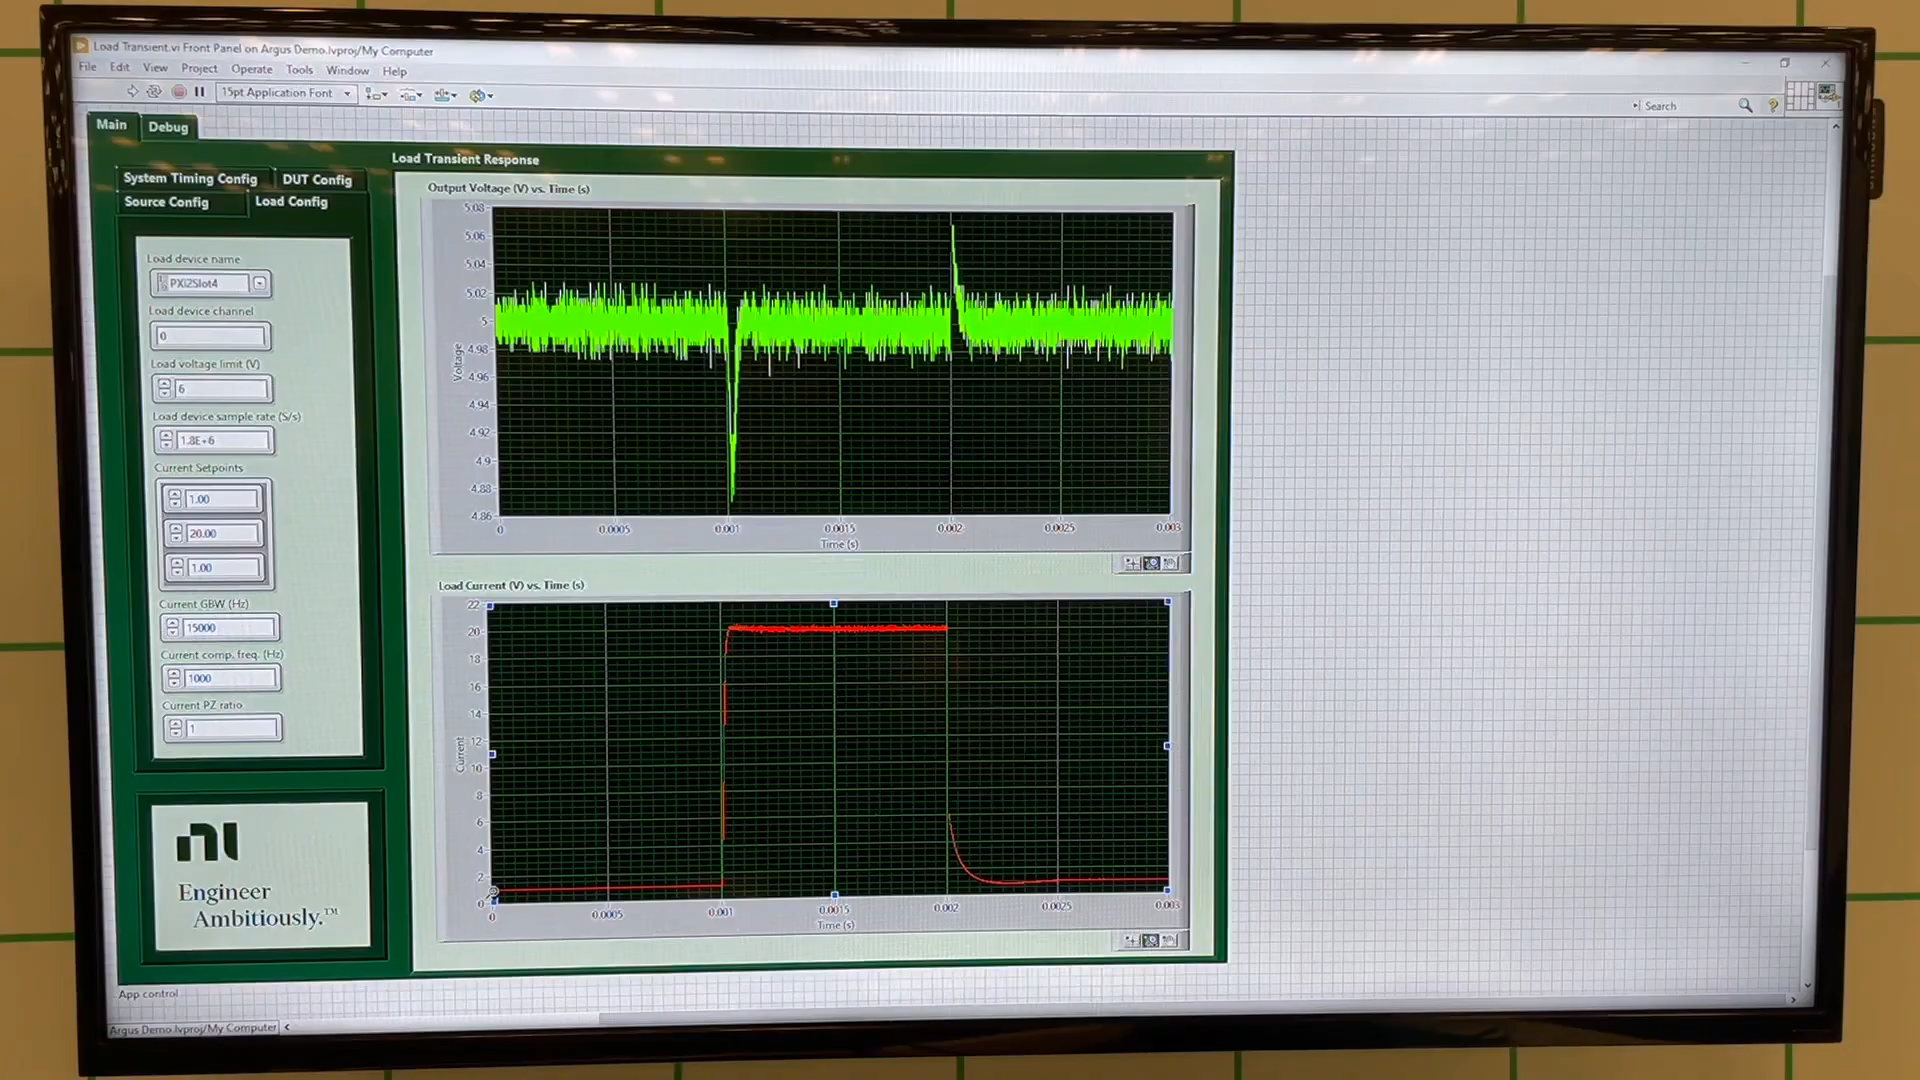 Load Transient.vi Front Panel on Argus Demo.lvproj/My Computer
File Edit View Project Operate Tools Window Help
15pt Application Font
Search
Main Debug
Load Transient Response
System Timing Config DUT Config
Source Config Load Config
Load device name
PXI2Slot4
Load device channel
0
Load voltage limit (V)
6
Load device sample rate (S/s)
1.8E+6
Current Setpoints
1.00
20.00
1.00
Current GBW (Hz)
15000
Current comp. freq. (Hz)
1000
Current PZ ratio
1
Output Voltage (V) vs. Time (s)
5.08
5.06
5.04
5.02
5
4.98
4.96
4.94
4.92
4.9
4.88
4.86
Voltage
0 0.0005 0.001 0.0015 0.002 0.0025 0.003
Time (s)
Load Current (V) vs. Time (s)
22
20
18
16
14
12
10
8
6
4
2
0
Current
0 0.0005 0.001 0.0015 0.002 0.0025 0.003
Time (s)
ni
Engineer
Ambitiously.™
App control
Argus Demo.lvproj/My Computer